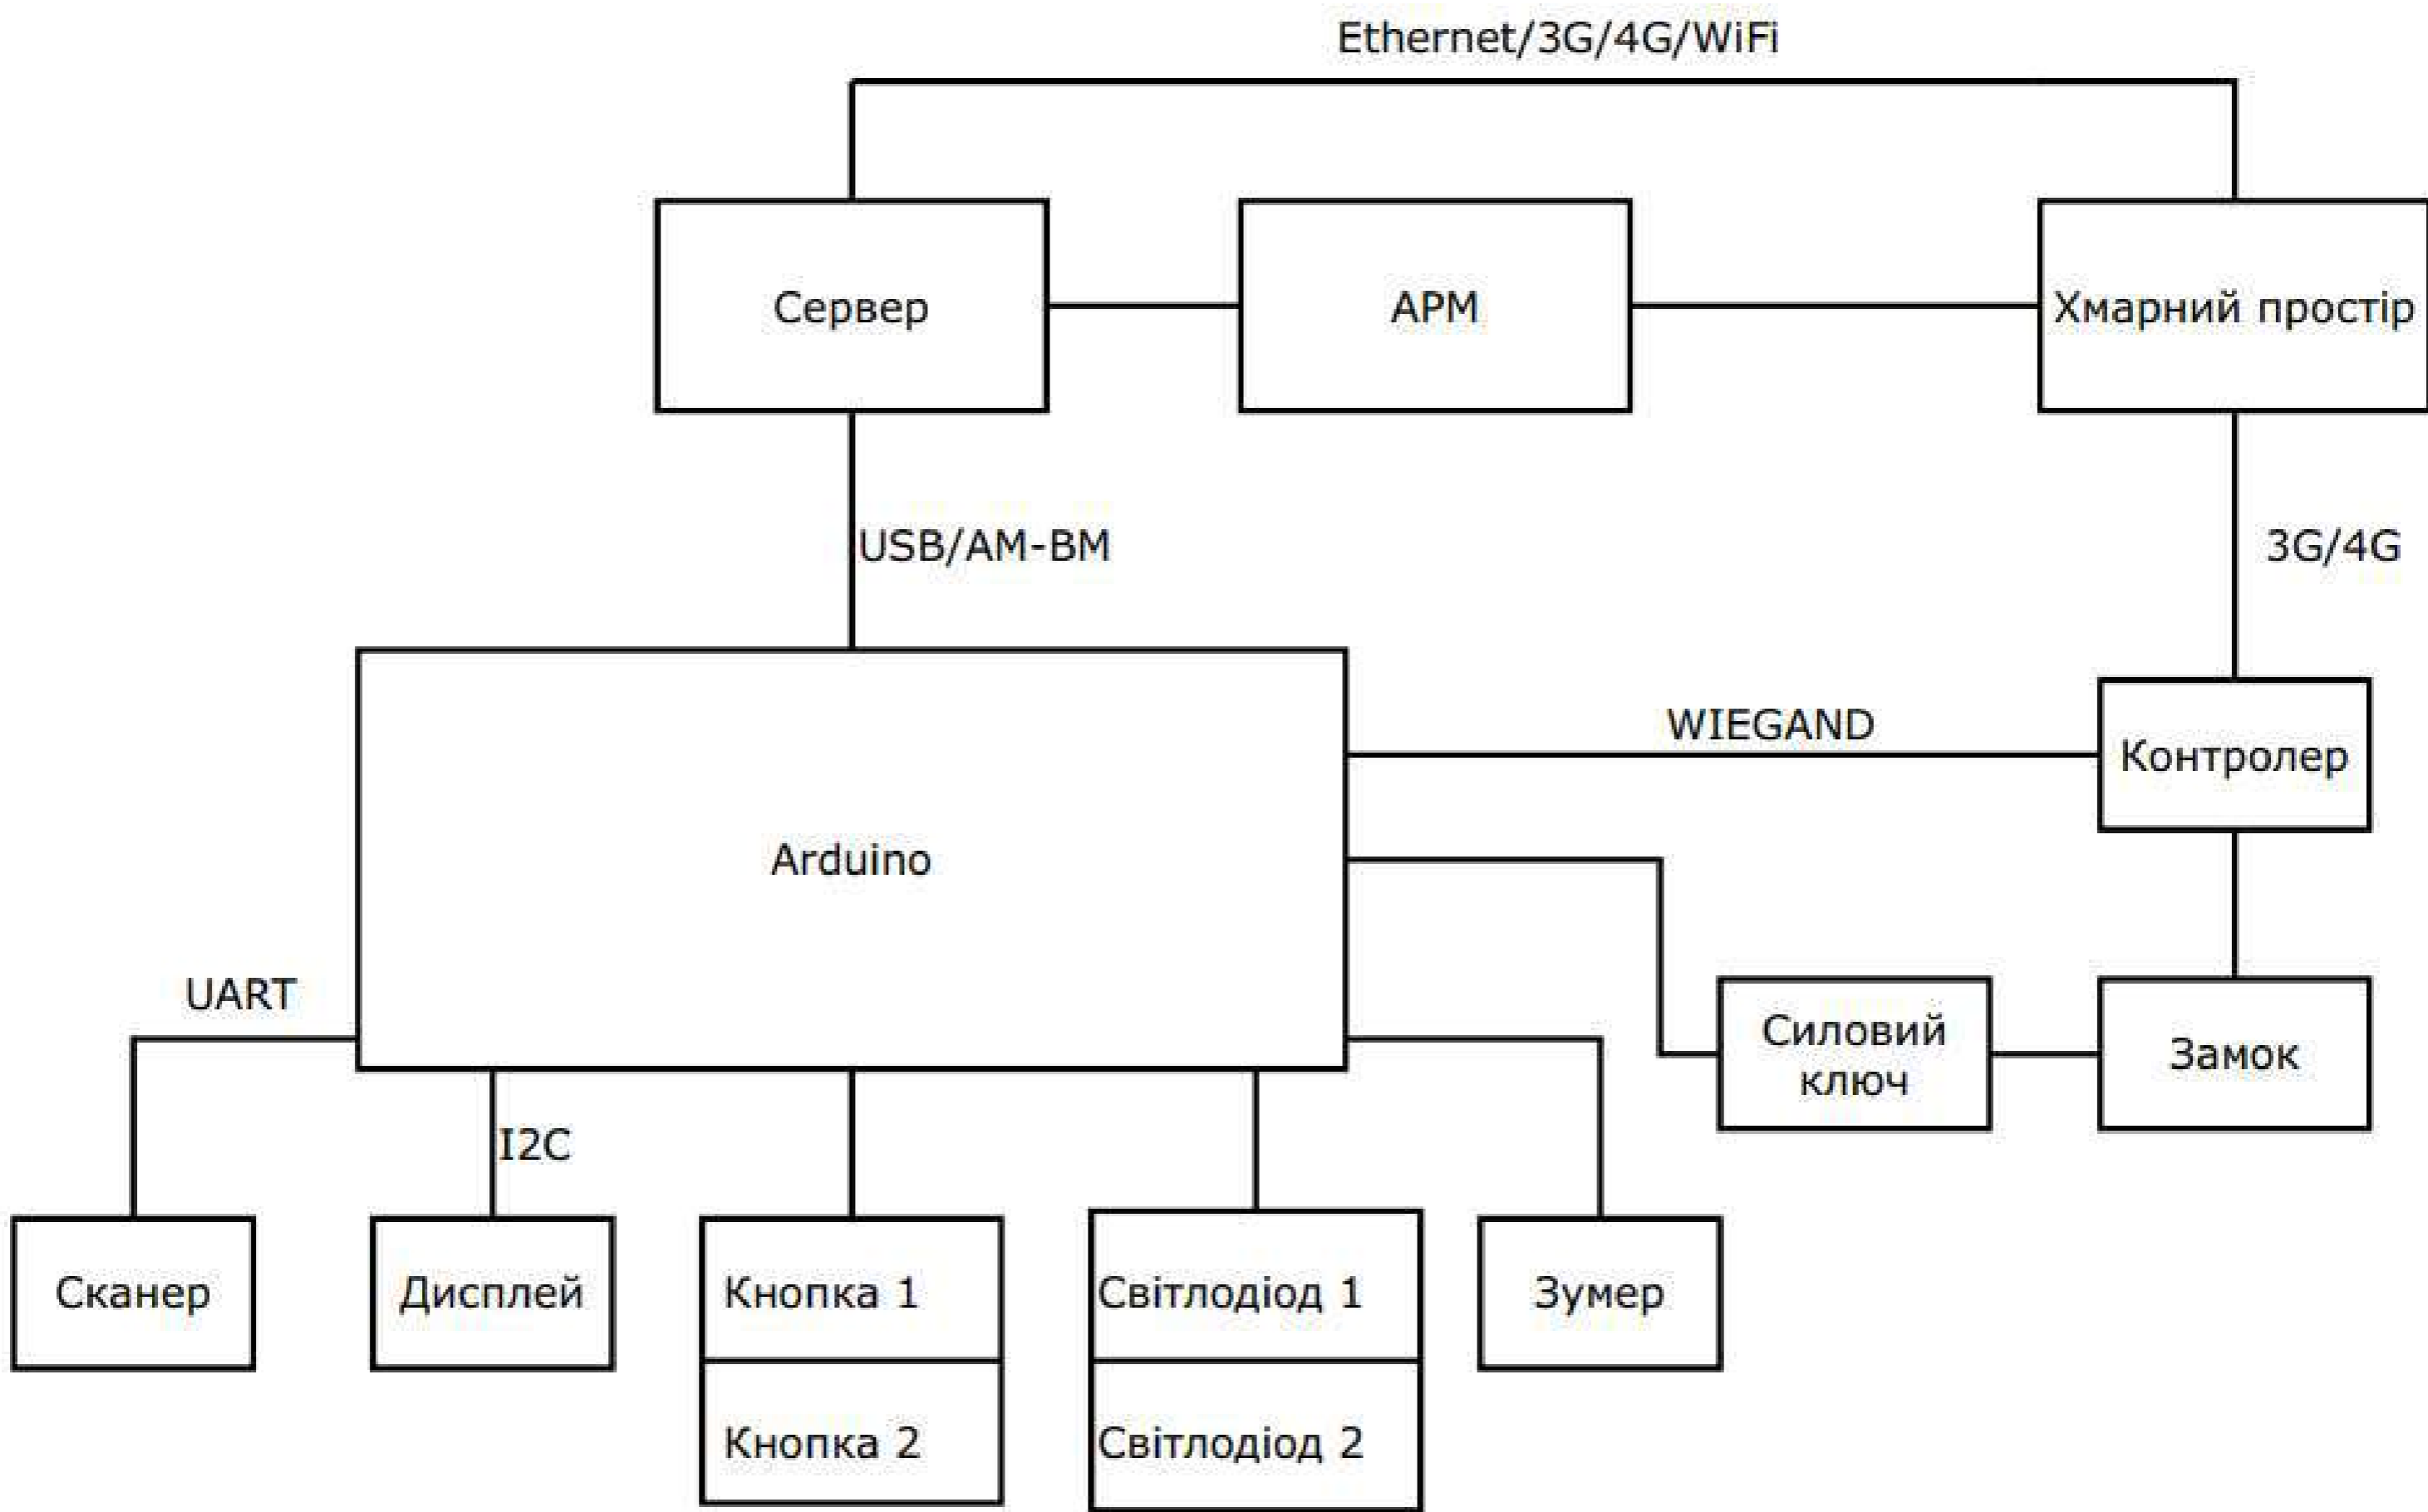 Ethernet/3G/4G/WiFi
Сервер
АРМ
Хмарний простір
USB/AM-BM
3G/4G
WIEGAND
Контролер
Arduino
UART
Силовий
ключ
Замок
I2C
Сканер
Дисплей
Кнопка 1
Світлодіод 1
Зумер
Кнопка 2
Світлодіод 2